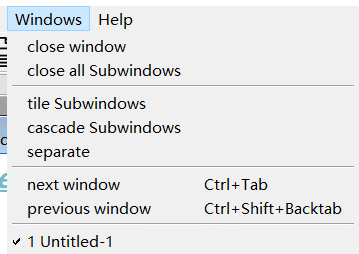 Windows Help
close window
close all Subwindows
tile Subwindows
cascade Subwindows
separate
next window Ctrl+Tab
previous window Ctrl+Shift+Backtab
1 Untitled-1